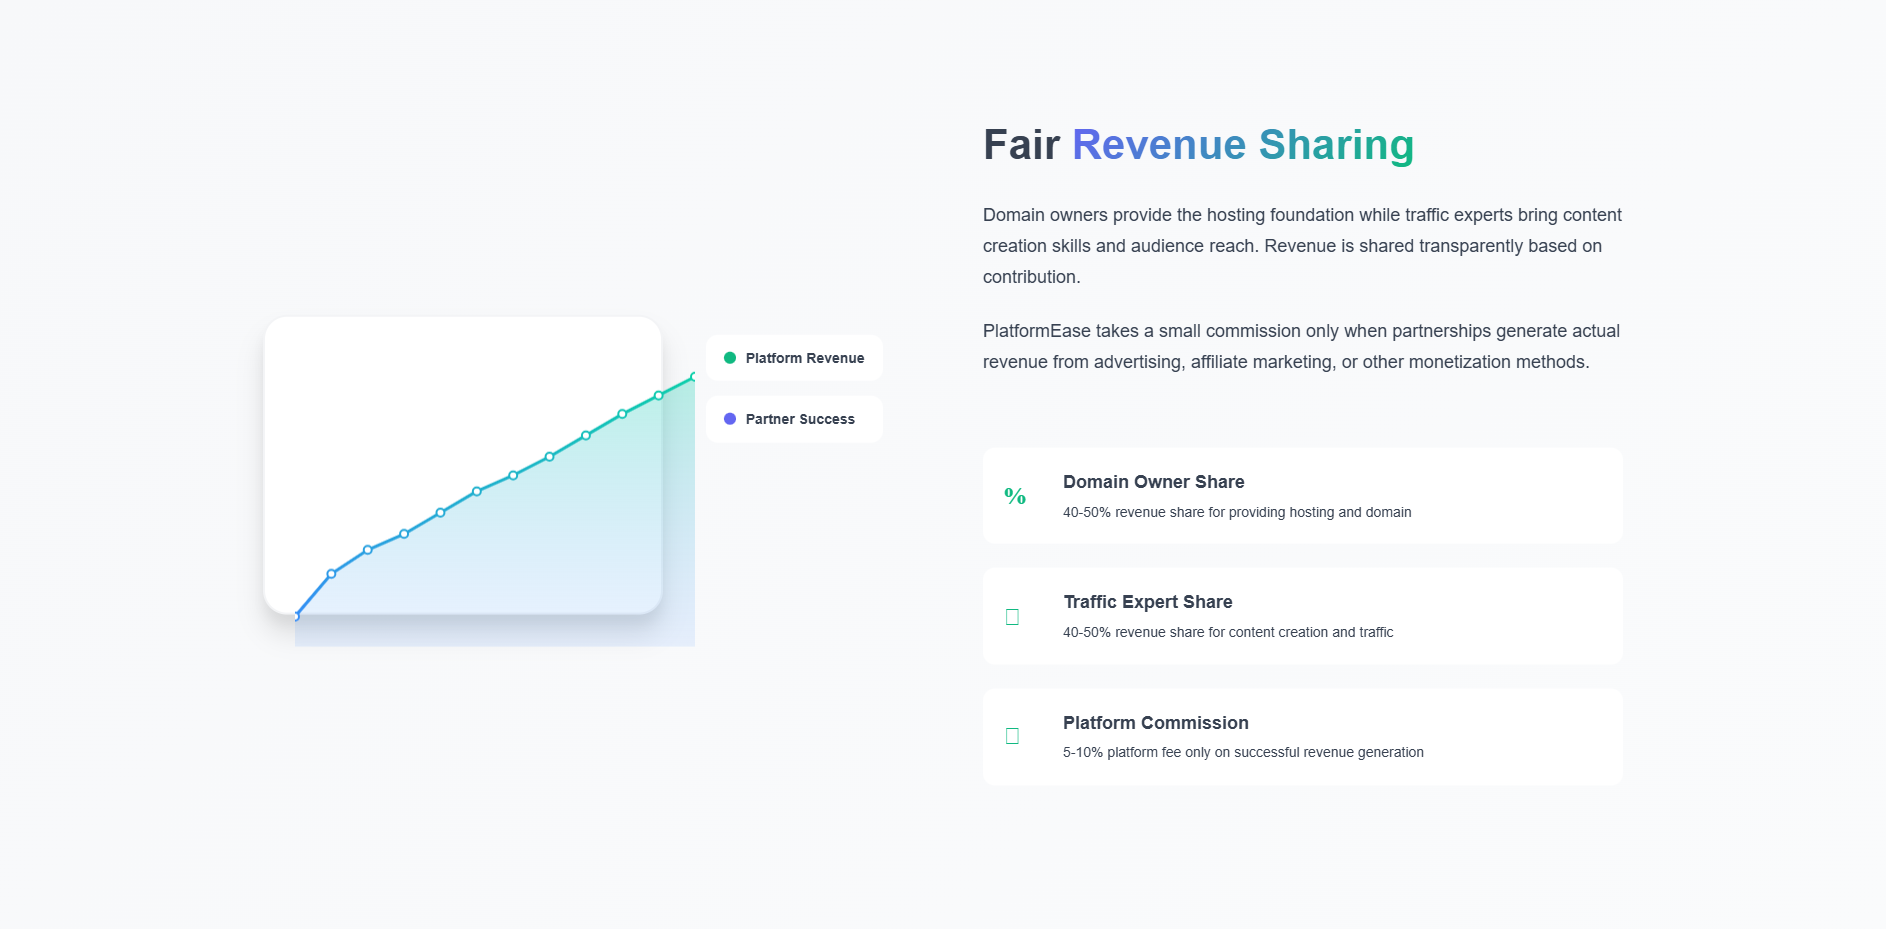 Fair Revenue Sharing
Domain owners provide the hosting foundation while traffic experts bring content
creation skills and audience reach. Revenue is shared transparently based on
contribution.
PlatformEase takes a small commission only when partnerships generate actual
revenue from advertising, affiliate marketing, or other monetization methods.
Platform Revenue
Partner Success
%
Domain Owner Share
40-50% revenue share for providing hosting and domain
Traffic Expert Share
40-50% revenue share for content creation and traffic
Platform Commission
5-10% platform fee only on successful revenue generation